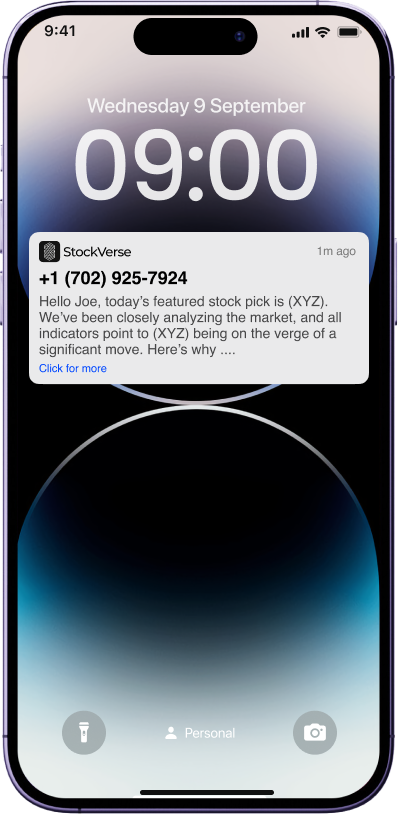 9:41
Wednesday 9 September
09:00
StockVerse
1m ago
+1 (702) 925-7924
Hello Joe, today’s featured stock pick is (XYZ).
We’ve been closely analyzing the market, and all
indicators point to (XYZ) being on the verge of a
significant move. Here’s why ....
Click for more
Personal